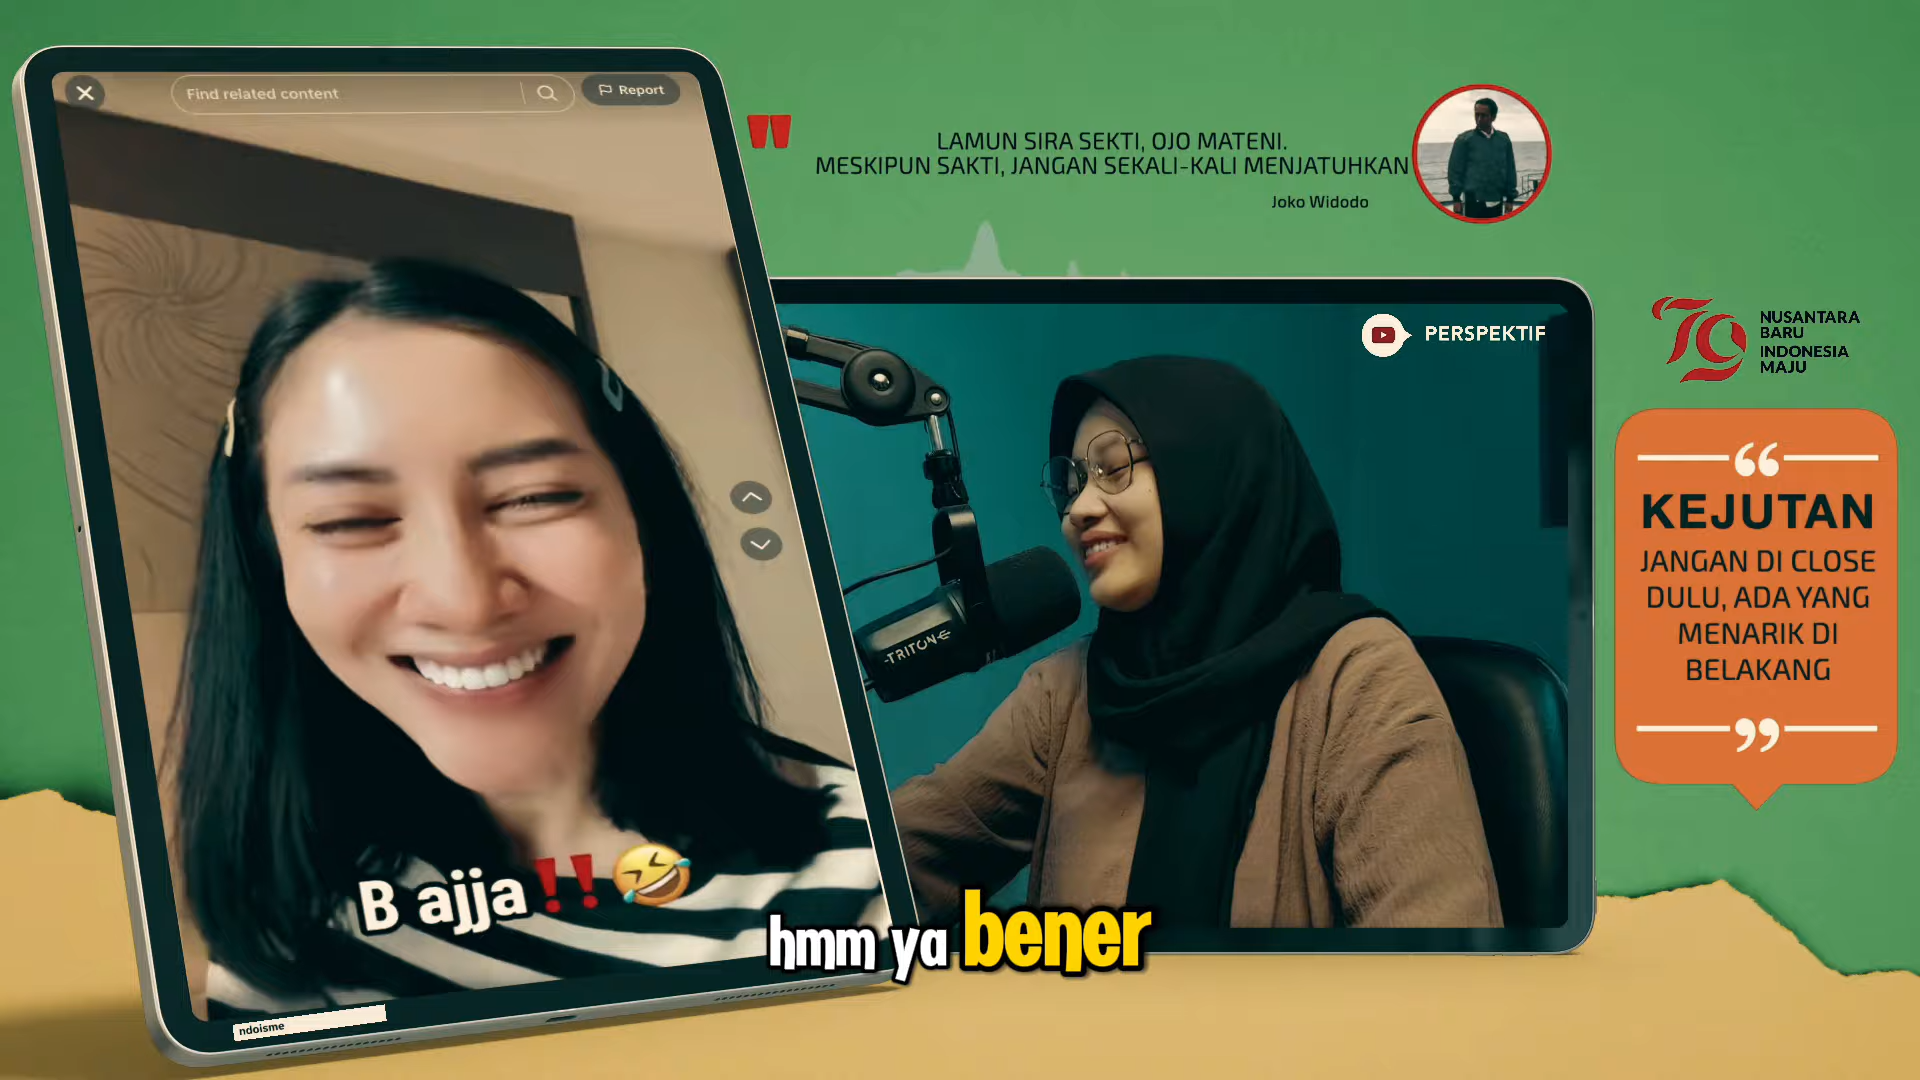 Find related content
Report
LAMUN SIRA SEKTI, OJO MATENI.
MESKIPUN SAKTI, JANGAN SEKALI-KALI MENJATUHKAN
Joko Widodo
PERSPEKTIF
79
NUSANTARA
BARU
INDONESIA
MAJU
KEJUTAN
JANGAN DI CLOSE
DULU, ADA YANG
MENARIK DI
BELAKANG
TRITONE
B ajja‼️🤣
hmm ya bener
ndoisme